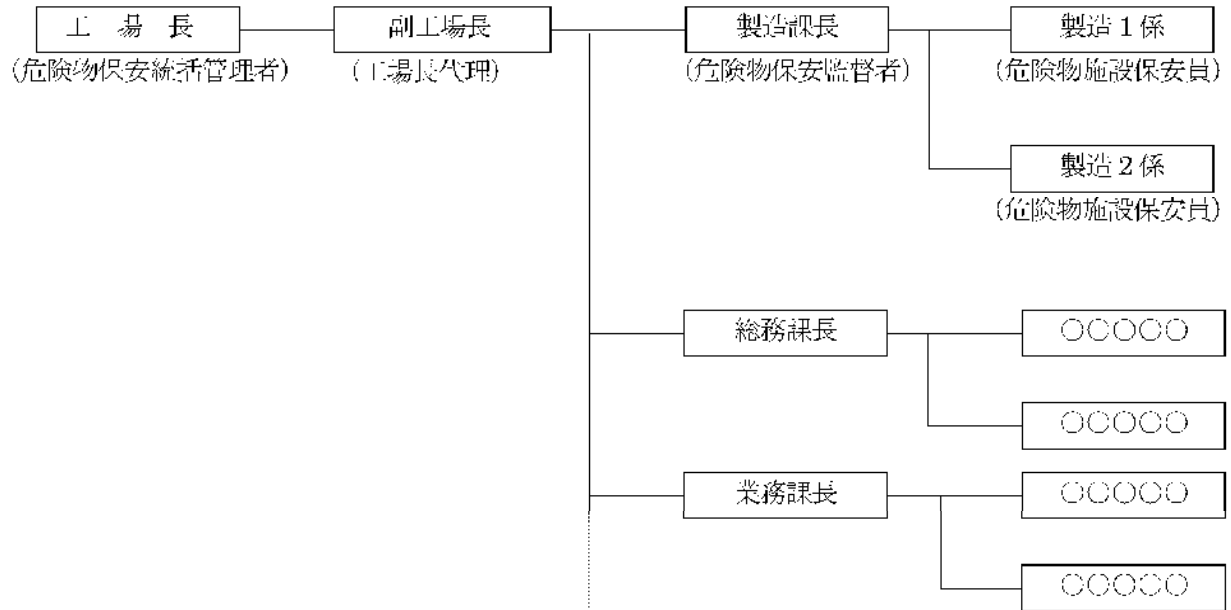 工 場 長
(危険物保安統括管理者)
副工場長
(工場長代理)
製造課長
(危険物保安監督者)
製造1係
(危険物施設保安員)
製造2係
(危険物施設保安員)
総務課長
○○○○○
○○○○○
業務課長
○○○○○
○○○○○